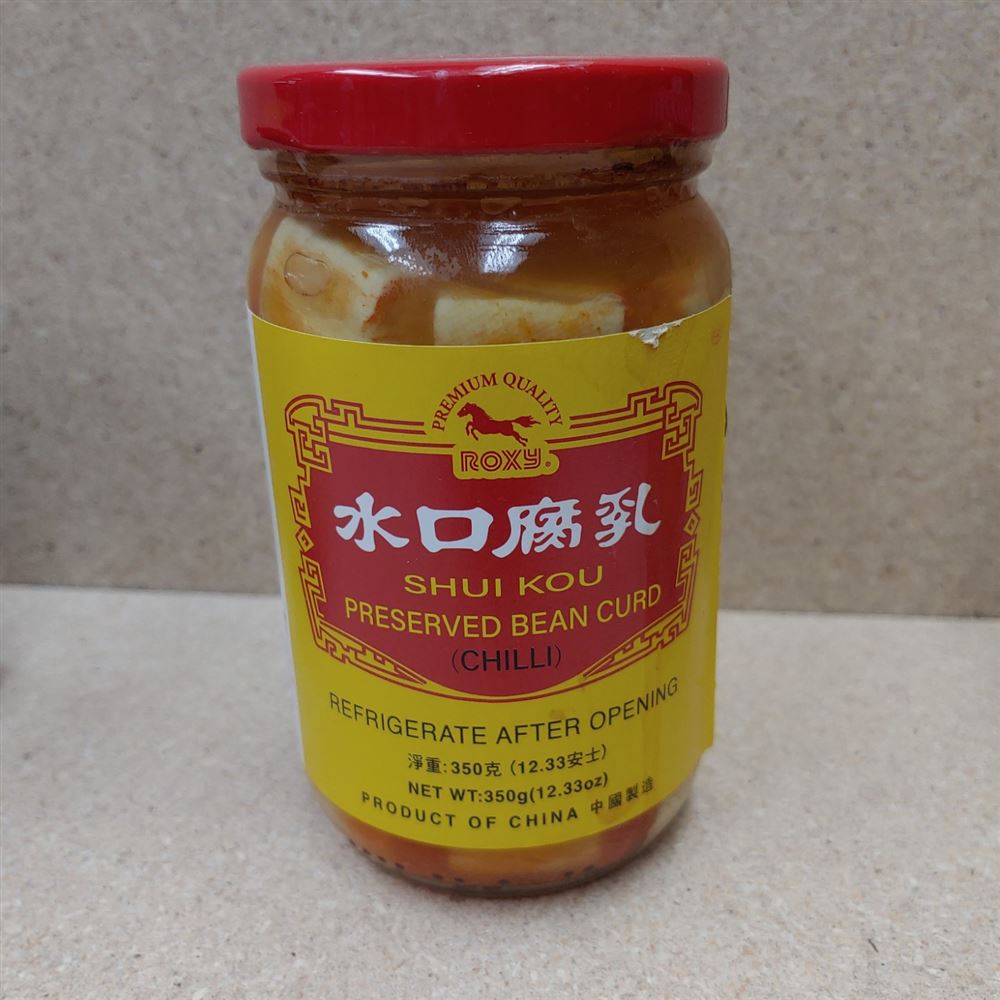 PREMIUM QUALITY
ROXY®
水口腐乳
SHUI KOU
PRESERVED BEAN CURD
(CHILLI)
REFRIGERATE AFTER OPENING
淨重:350克 (12.33安士)
NET WT:350g(12.33oz)
PRODUCT OF CHINA 中國製造